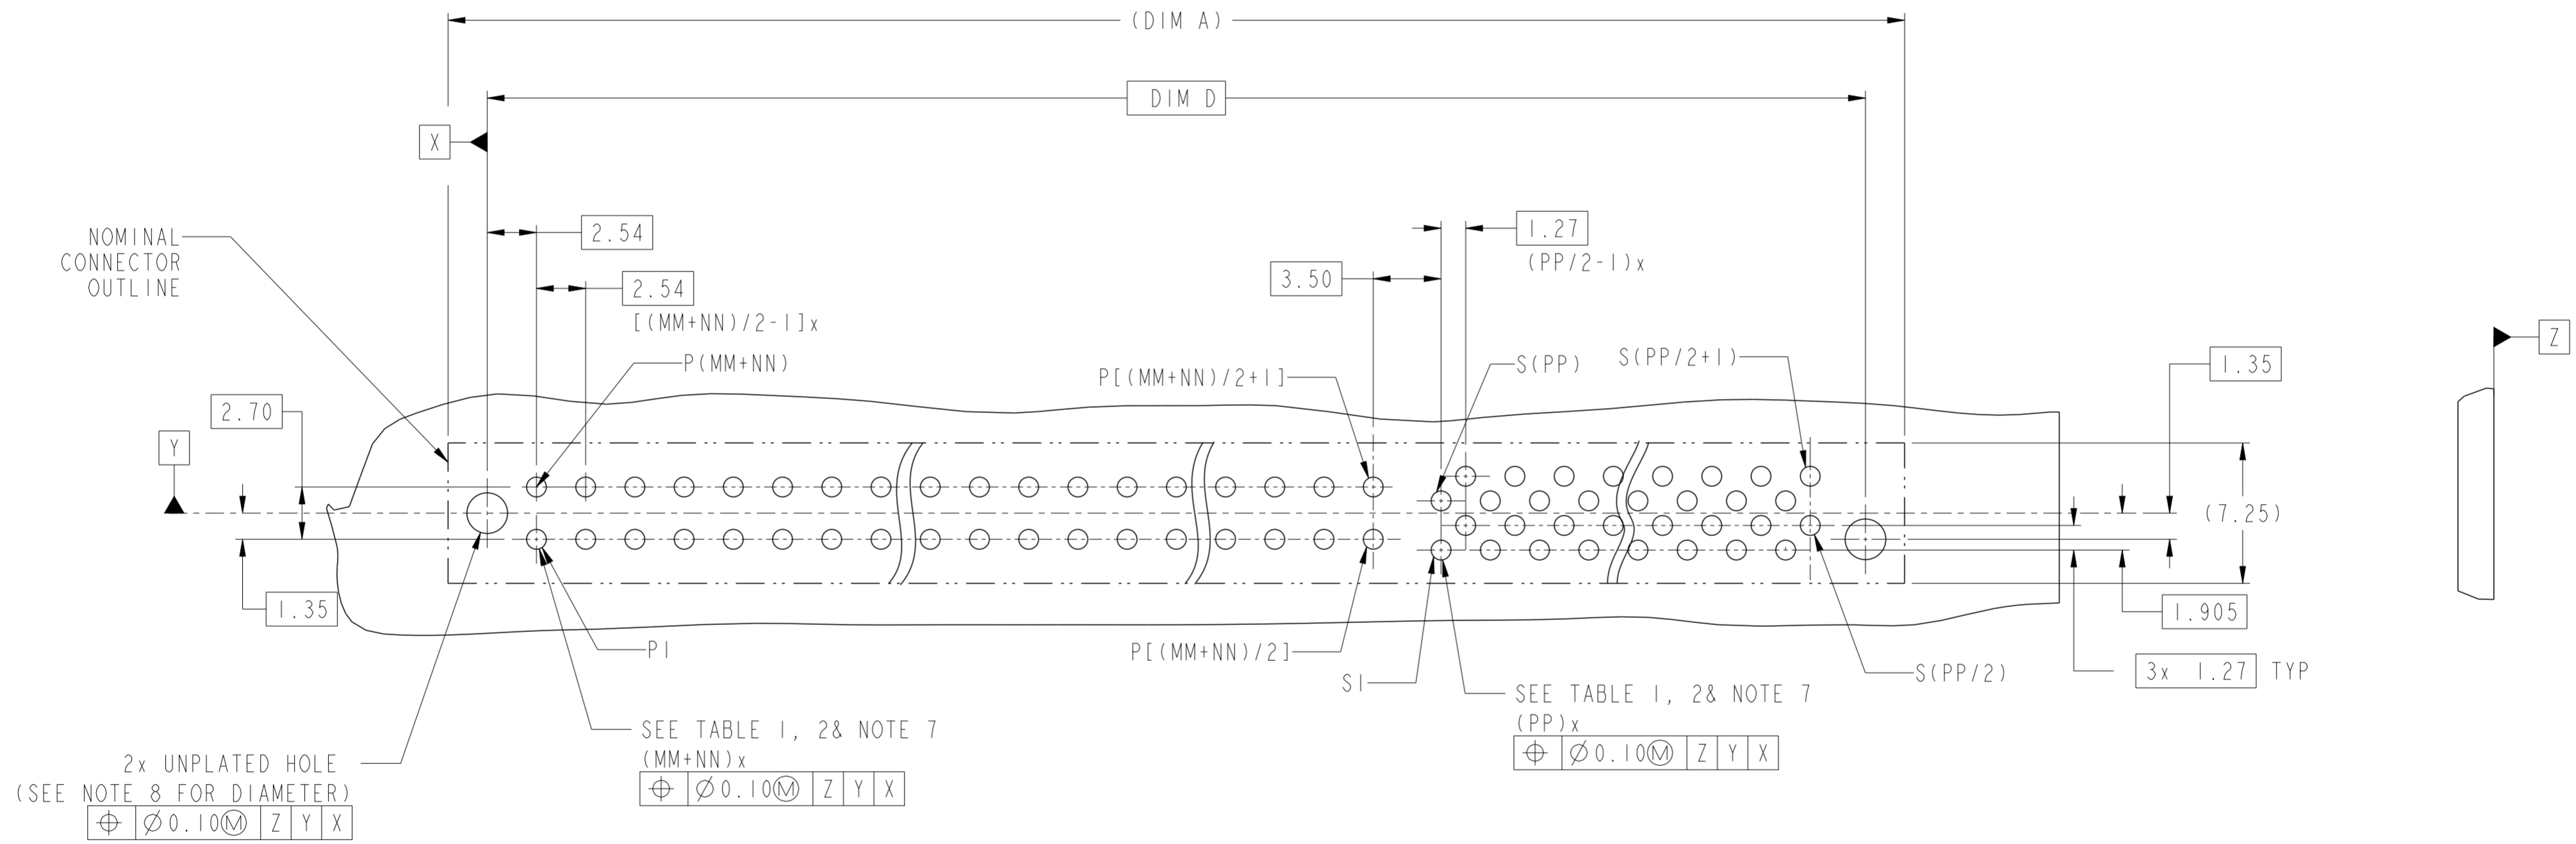 (DIM A)
DIM D
X
2.54
1.27
(PP/2-1)x
NOMINAL
CONNECTOR
OUTLINE
3.50
2.54
[(MM+NN)/2-1]x
Z
P(MM+NN)
P[(MM+NN)/2+1]
S(PP)
S(PP/2+1)
1.35
2.70
Y
(7.25)
1.35
1.905
P1
P[(MM+NN)/2]
S1
S(PP/2)
3x 1.27 TYP
SEE TABLE 1, 2& NOTE 7
(PP)x
⌖ Ø0.10Ⓜ Z Y X
SEE TABLE 1, 2& NOTE 7
(MM+NN)x
⌖ Ø0.10Ⓜ Z Y X
2x UNPLATED HOLE
(SEE NOTE 8 FOR DIAMETER)
⌖ Ø0.10Ⓜ Z Y X